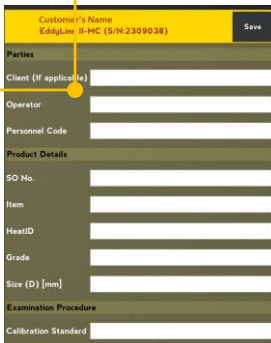 Customer's Name
EddyLine II-MC (S/N:2309038)
Save
Parties
Client (If applicable)
Operator
Personnel Code
Product Details
SO No.
Item
HeatID
Grade
Size (D) [mm]
Examination Procedure
Calibration Standard